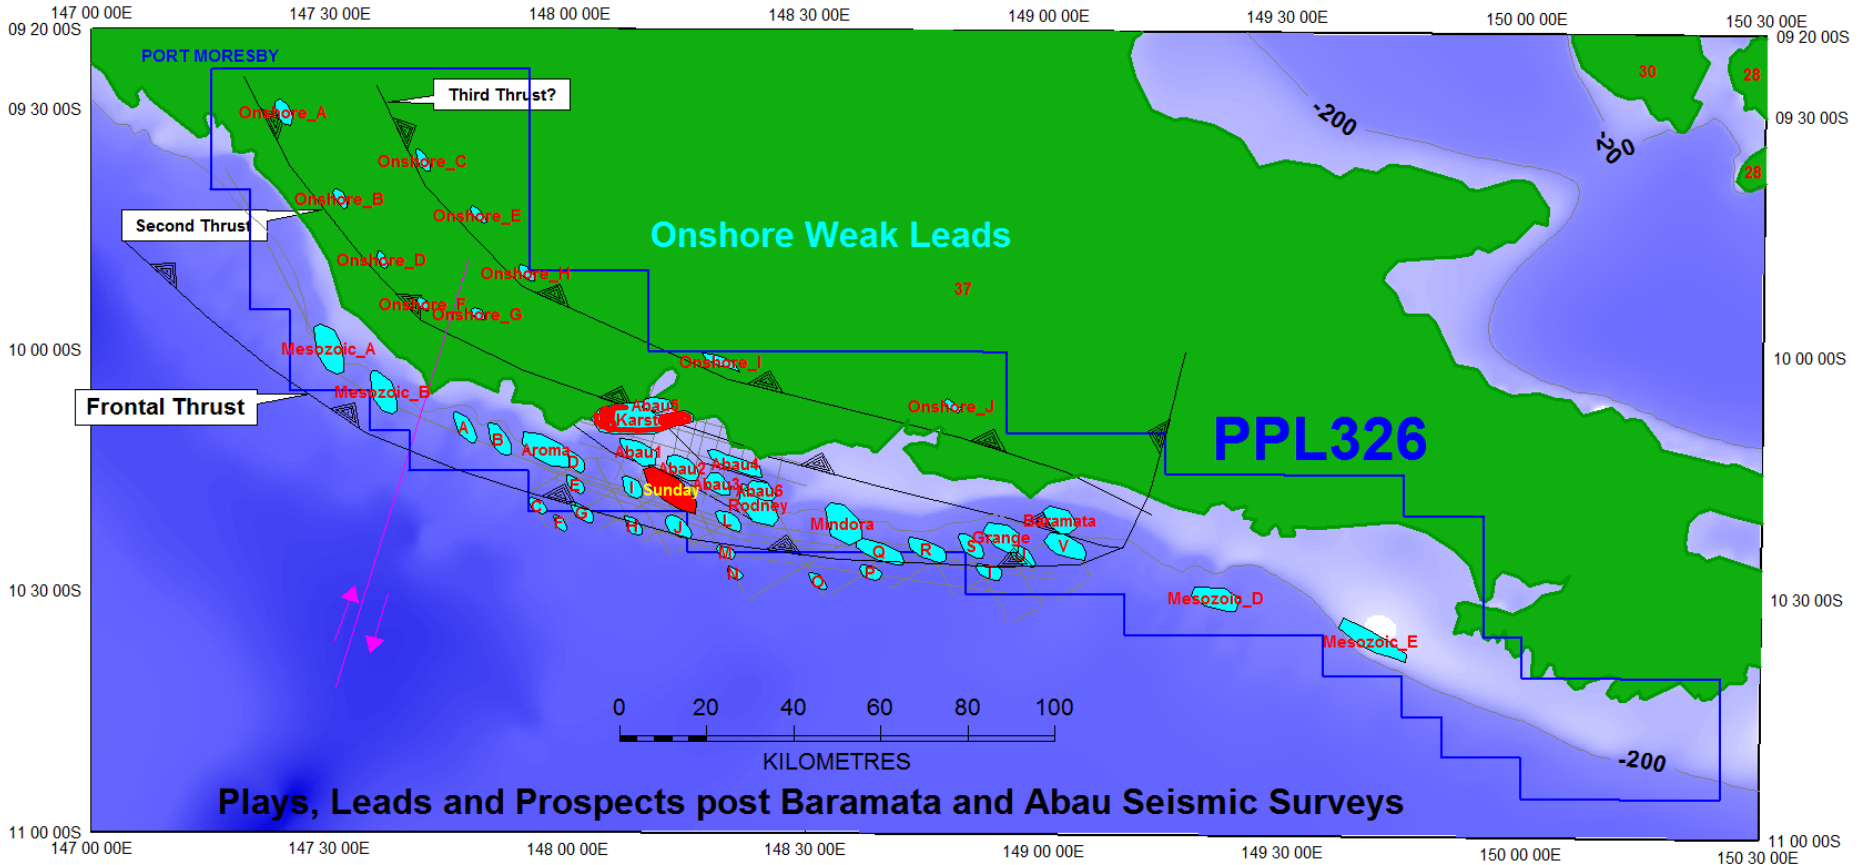 147 00 00E
147 30 00E
148 00 00E
148 30 00E
149 00 00E
149 30 00E
150 00 00E
150 30 00E
09 20 00S
09 20 00S
PORT MORESBY
30
28
Third Thrust?
09 30 00S
Onshore_A
-200
09 30 00S
-200
Onshore_C
28
Onshore_B
Onshore_E
Second Thrust
Onshore Weak Leads
Onshore_D
Onshore_H
37
Onshore_F
Onshore_G
10 00 00S
Mesozoic_A
Onshore_I
10 00 00S
Mesozoic_B
Frontal Thrust
Abau5
Karst
Onshore_J
PPL326
A
B
Aroma
D
Abau1
Abau2
Abau4
E
I
Sunday
Abau3
Abau6
Rodney
C
G
F
H
J
L
Mindora
Baramata
Grange
M
Q
R
S
U
V
N
O
P
T
10 30 00S
Mesozoic_D
10 30 00S
Mesozoic_E
0
20
40
60
80
100
KILOMETRES
-200
Plays, Leads and Prospects post Baramata and Abau Seismic Surveys
11 00 00S
11 00 00S
147 00 00E
147 30 00E
148 00 00E
148 30 00E
149 00 00E
149 30 00E
150 00 00E
150 30 00E